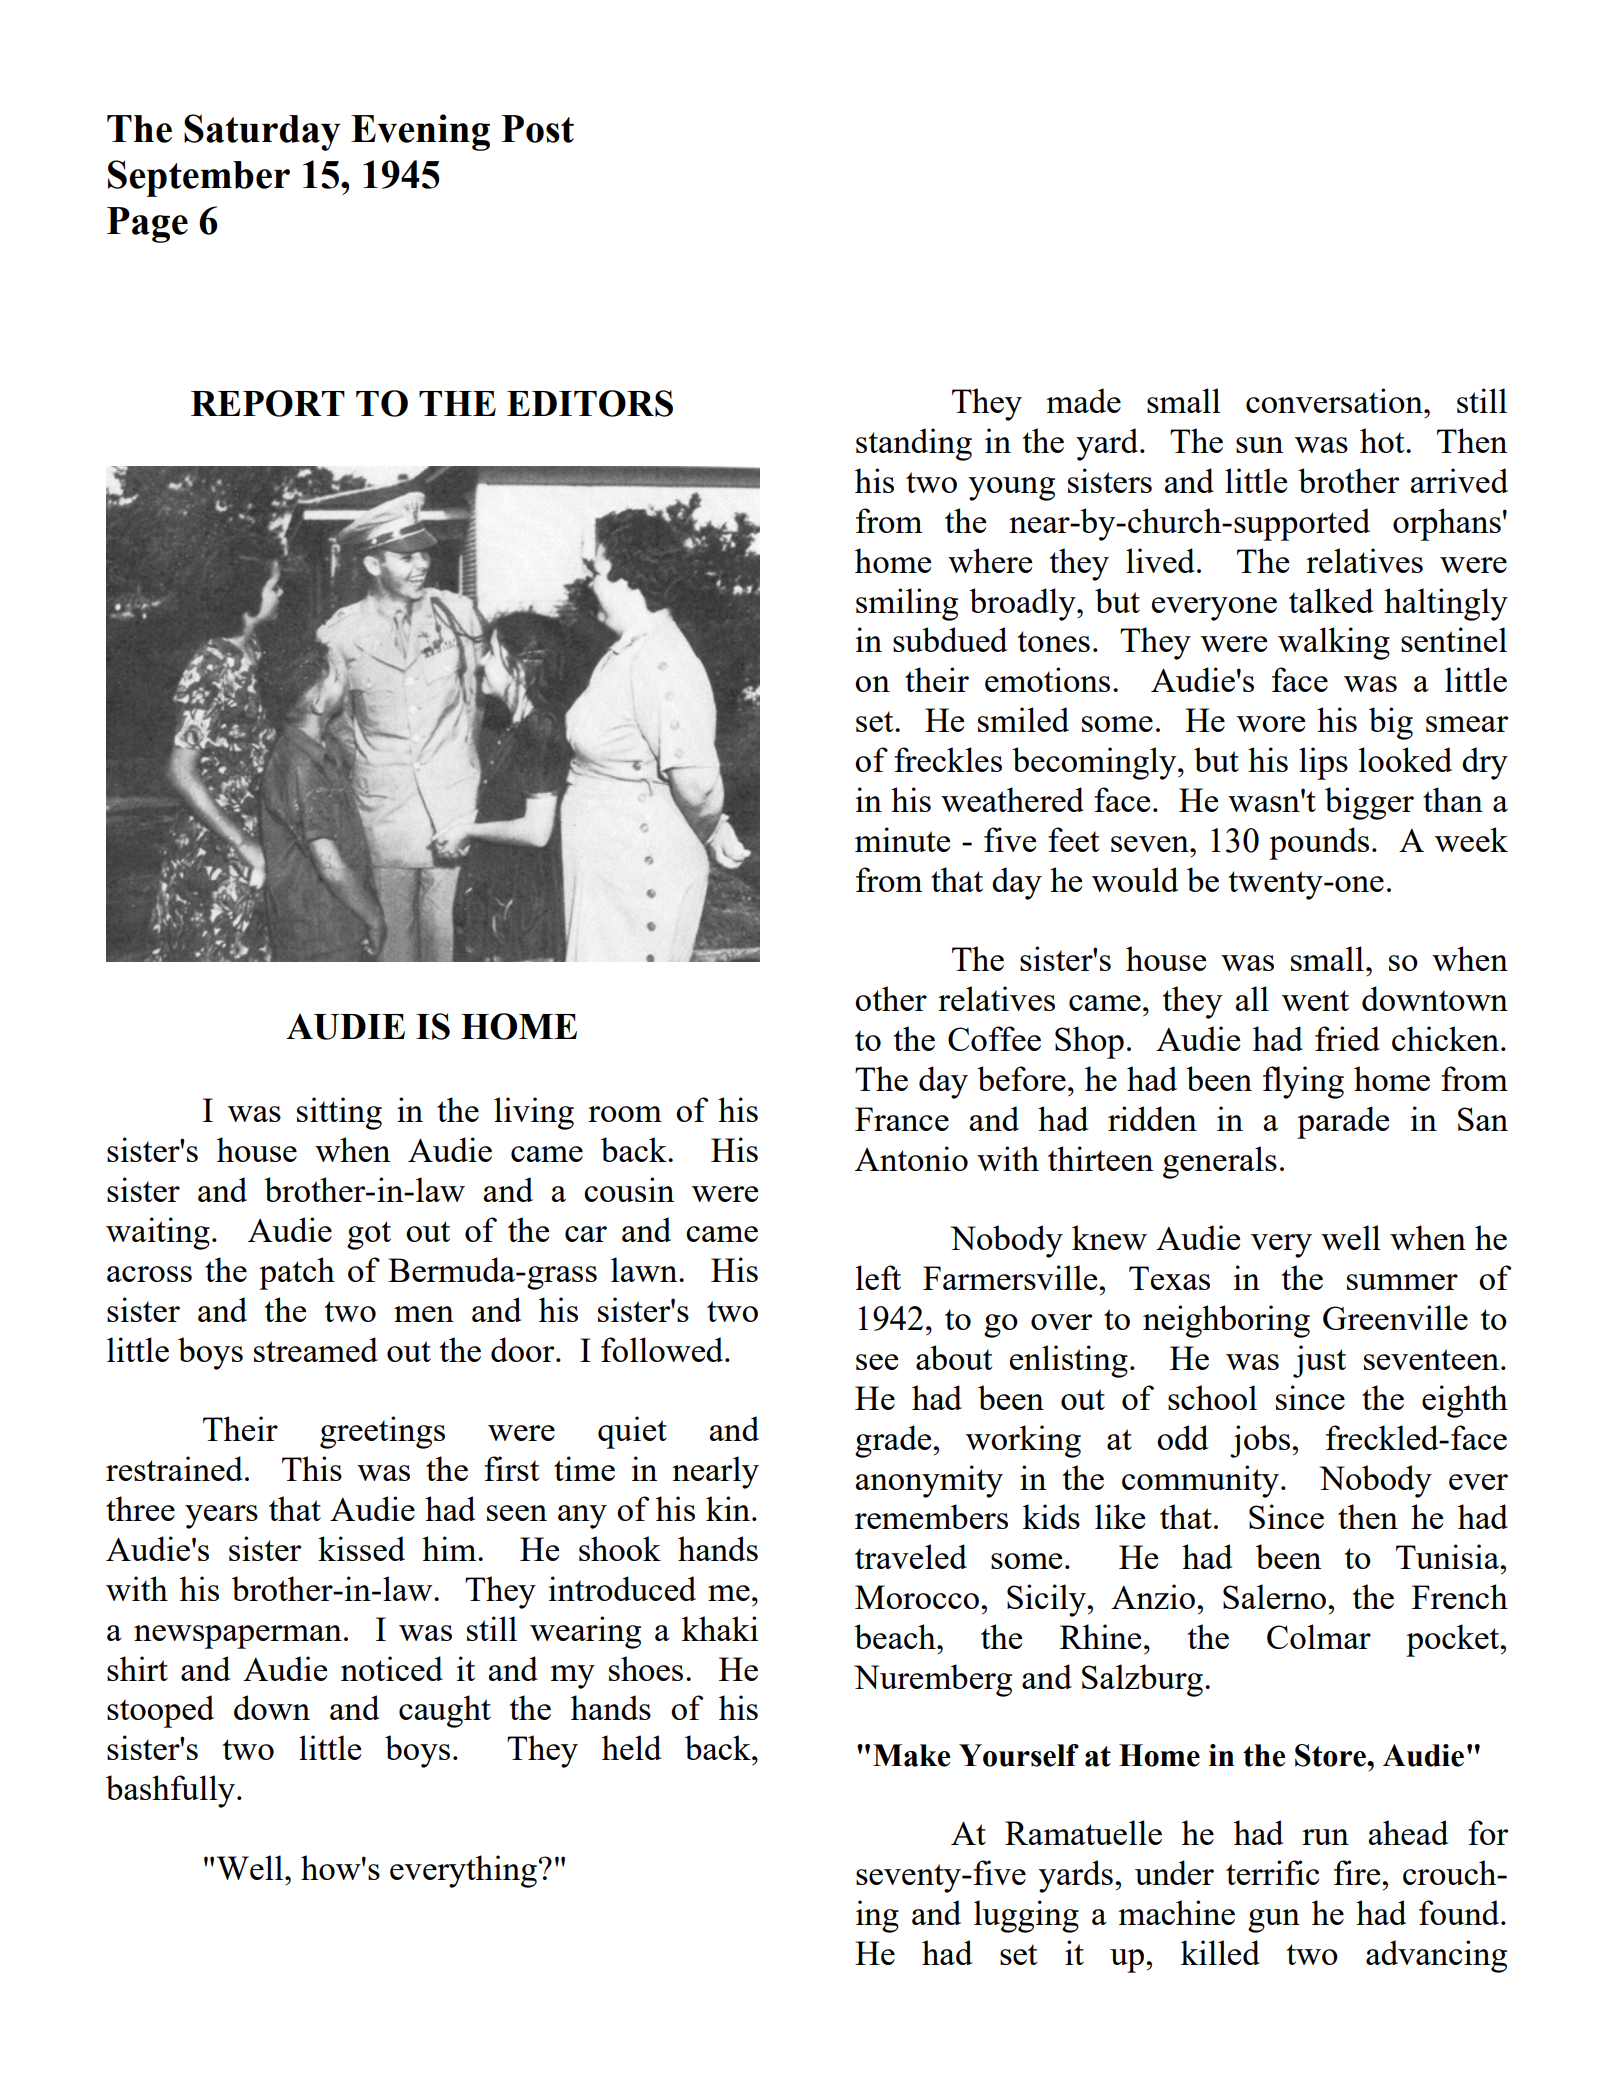 The Saturday Evening Post
September 15, 1945
Page 6
REPORT TO THE EDITORS
AUDIE IS HOME
I was sitting in the living room of his
sister's house when Audie came back. His
sister and brother-in-law and a cousin were
waiting. Audie got out of the car and came
across the patch of Bermuda-grass lawn. His
sister and the two men and his sister's two
little boys streamed out the door. I followed.
Their greetings were quiet and
restrained. This was the first time in nearly
three years that Audie had seen any of his kin.
Audie's sister kissed him. He shook hands
with his brother-in-law. They introduced me,
a newspaperman. I was still wearing a khaki
shirt and Audie noticed it and my shoes. He
stooped down and caught the hands of his
sister's two little boys. They held back,
bashfully.
"Well, how's everything?"
They made small conversation, still
standing in the yard. The sun was hot. Then
his two young sisters and little brother arrived
from the near-by-church-supported orphans'
home where they lived. The relatives were
smiling broadly, but everyone talked haltingly
in subdued tones. They were walking sentinel
on their emotions. Audie's face was a little
set. He smiled some. He wore his big smear
of freckles becomingly, but his lips looked dry
in his weathered face. He wasn't bigger than a
minute - five feet seven, 130 pounds. A week
from that day he would be twenty-one.
The sister's house was small, so when
other relatives came, they all went downtown
to the Coffee Shop. Audie had fried chicken.
The day before, he had been flying home from
France and had ridden in a parade in San
Antonio with thirteen generals.
Nobody knew Audie very well when he
left Farmersville, Texas in the summer of
1942, to go over to neighboring Greenville to
see about enlisting. He was just seventeen.
He had been out of school since the eighth
grade, working at odd jobs, freckled-face
anonymity in the community. Nobody ever
remembers kids like that. Since then he had
traveled some. He had been to Tunisia,
Morocco, Sicily, Anzio, Salerno, the French
beach, the Rhine, the Colmar pocket,
Nuremberg and Salzburg.
"Make Yourself at Home in the Store, Audie"
At Ramatuelle he had run ahead for
seventy-five yards, under terrific fire, crouch-
ing and lugging a machine gun he had found.
He had set it up, killed two advancing